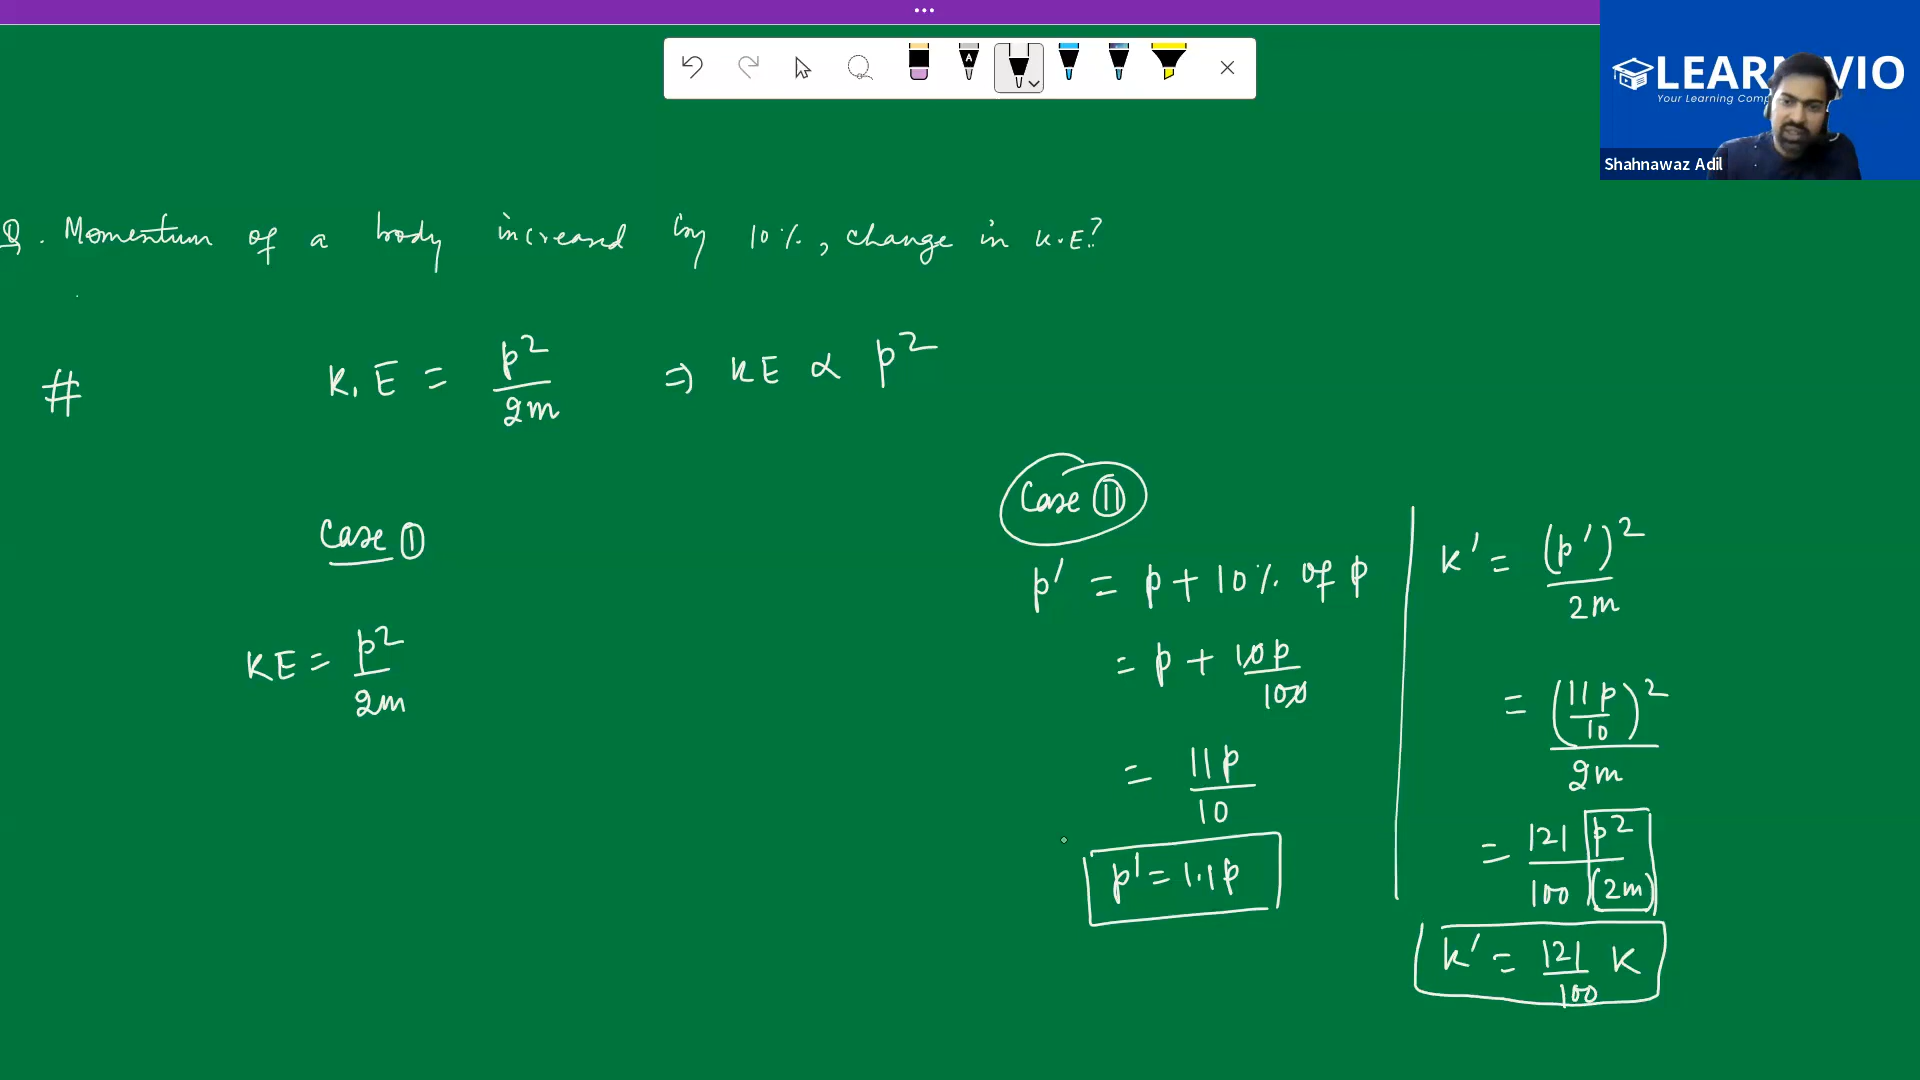 ...
LEARNVIO
Your Learning Comp
Shahnawaz Adil
Q. Momentum of a body increased by 10%, change in K.E?
# K.E = p²/2m ⇒ KE ∝ p²
Case ①
KE = p²/2m
Case ⑪
p' = p + 10% of p
= p + 10p/100
= 11p/10
p' = 1.1p
k' = (p')²/2m
= (11p/10)²/2m
= 121 p²/100 (2m)
k' = 121/100 K